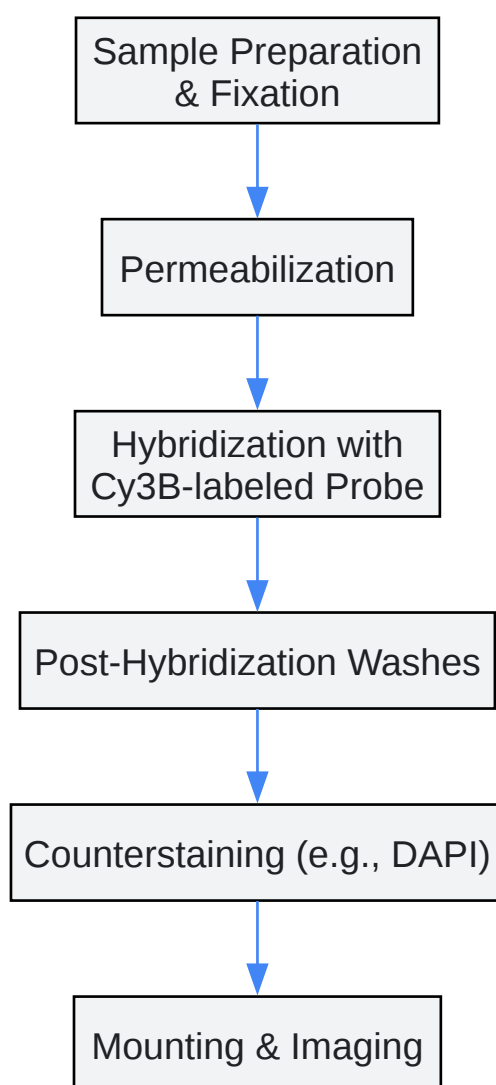 Sample Preparation
& Fixation
Permeabilization
Hybridization with
Cy3B-labeled Probe
Post-Hybridization Washes
Counterstaining (e.g., DAPI)
Mounting & Imaging